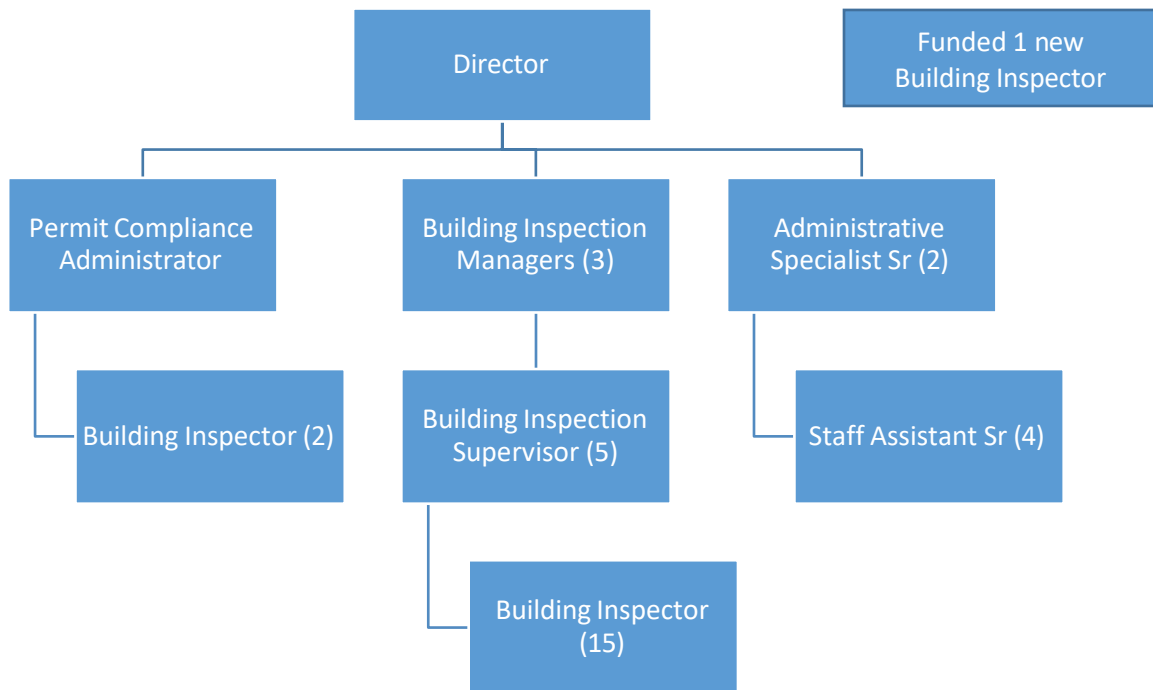 Director
Funded 1 new
Building Inspector
Permit Compliance
Administrator
Building Inspection
Managers (3)
Administrative
Specialist Sr (2)
Building Inspector (2)
Building Inspection
Supervisor (5)
Staff Assistant Sr (4)
Building Inspector
(15)